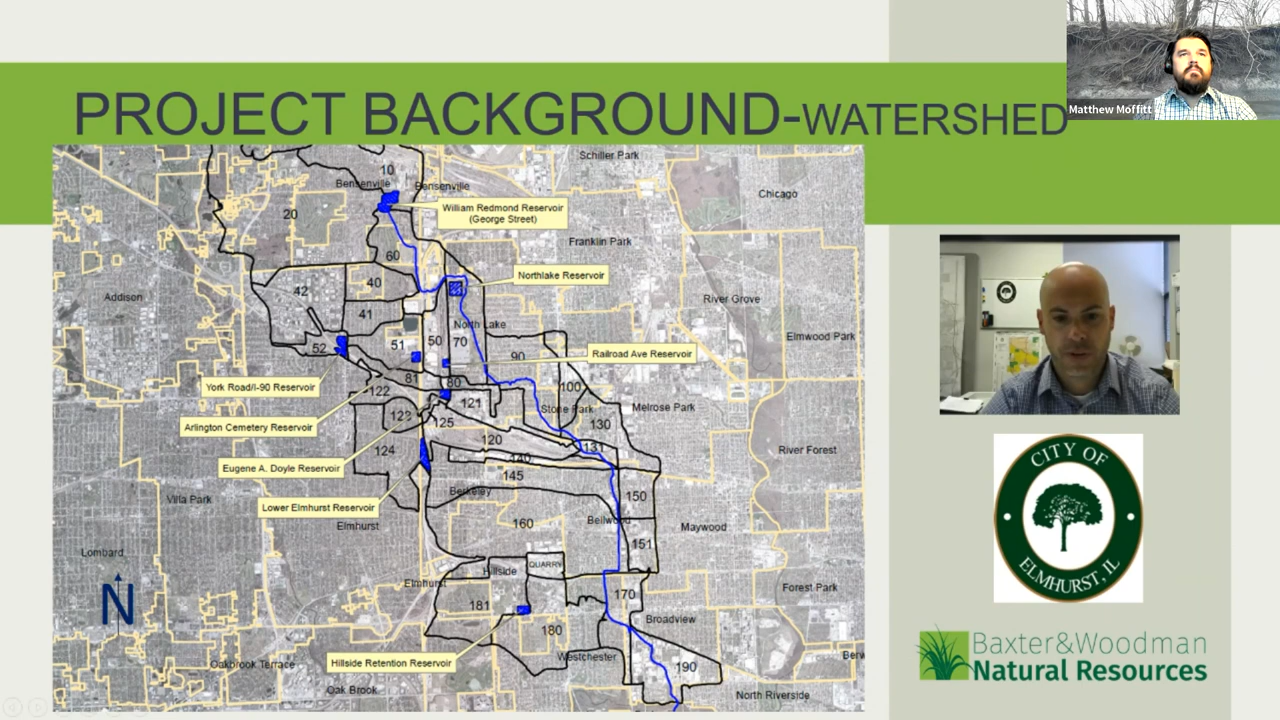 PROJECT BACKGROUND-WATERSHED
Matthew Moffitt
10
Schiller Park
Bensenville
Bensenville
Chicago
20
William Redmond Reservoir
(George Street)
Franklin Park
60
Northlake Reservoir
40
42
Addison
River Grove
41
North Lake
Elmwood Park
52
51
50
70
90
Railroad Ave Reservoir
York Road/I-90 Reservoir
81
80
100
122
121
Stone Park
Melrose Park
Arlington Cemetery Reservoir
123
125
130
120
131
124
140
River Forest
Eugene A. Doyle Reservoir
145
Berkeley
150
Villa Park
Lower Elmhurst Reservoir
Elmhurst
160
Bellwood
Maywood
151
Lombard
Hillside
QUARRY
Elmhurst
170
Forest Park
N
181
180
Broadview
Westchester
Hillside Retention Reservoir
190
Oakbrook Terrace
Berw
Oak Brook
North Riverside
CITY OF
ELMHURST, IL
Baxter&Woodman
Natural Resources